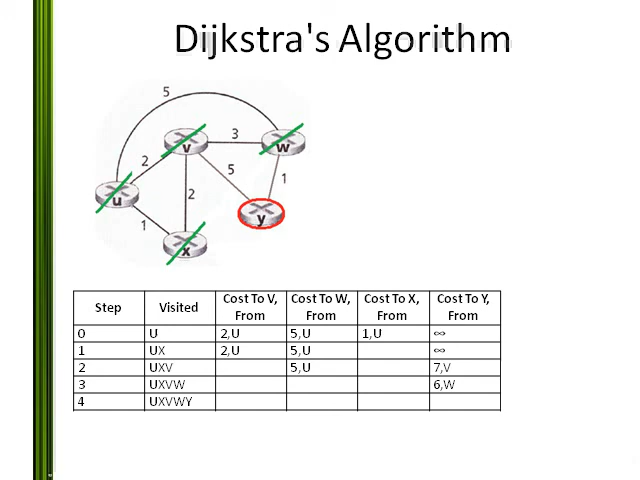 Dijkstra's Algorithm
5
v
3
w
2
5
1
u
2
y
1
x
Step Visited Cost To V, From Cost To W, From Cost To X, From Cost To Y, From
0 U 2,U 5,U 1,U ∞
1 UX 2,U 5,U ∞
2 UXV 5,U 7,V
3 UXVW 6,W
4 UXVWY